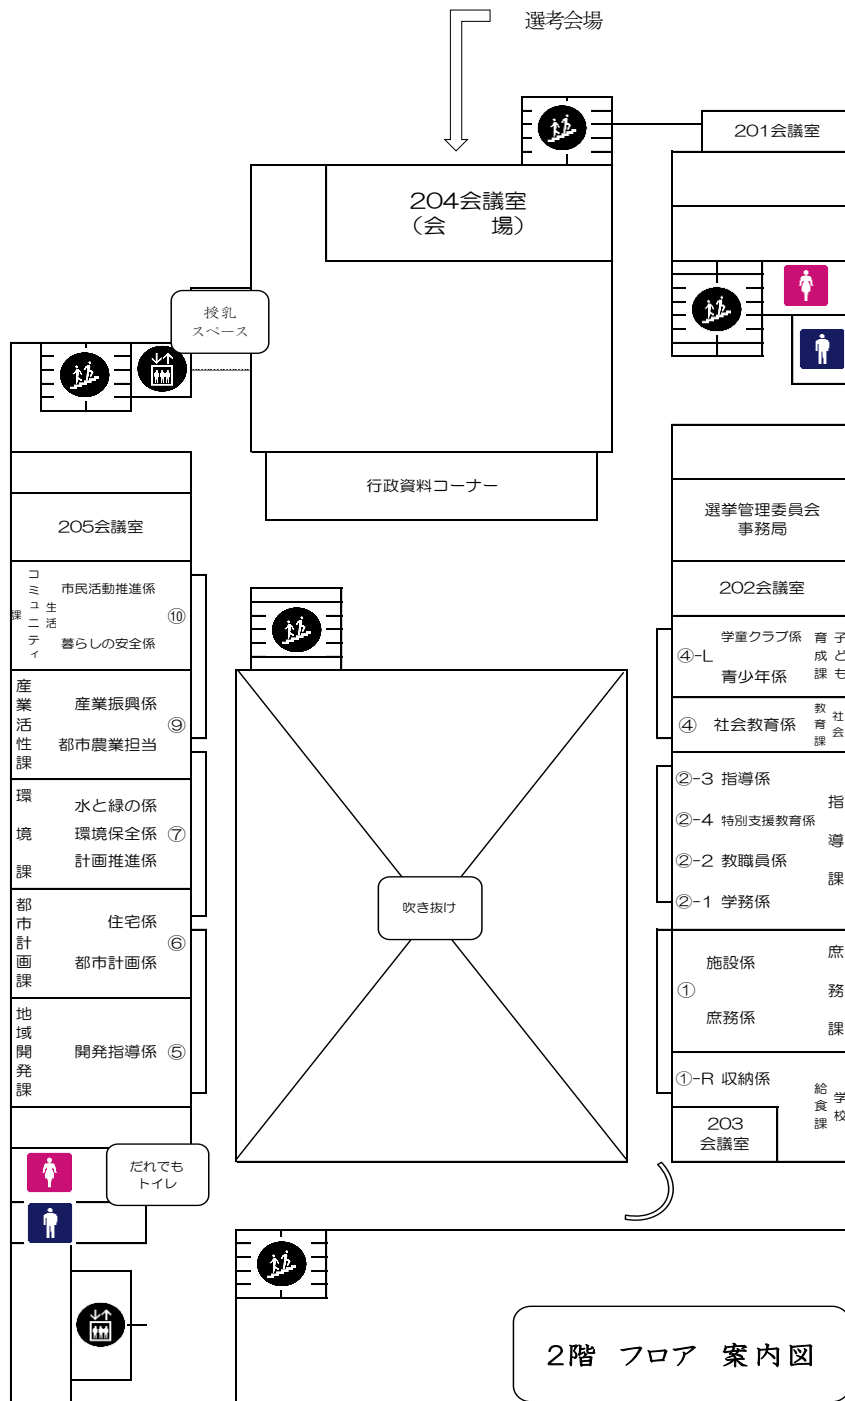 選考会場
201会議室
204会議室
（会　場）
授乳
スペース
行政資料コーナー
205会議室
選挙管理委員会
事務局
202会議室
コミュニティ
生活
課
市民活動推進係
⑩
暮らしの安全係
④-L
学童クラブ係
青少年係
子ども
育成課
産業活性課
産業振興係
⑨
都市農業担当
④ 社会教育係
社会
教育課
環境課
水と緑の係
環境保全係 ⑦
計画推進係
②-3 指導係
②-4 特別支援教育係
②-2 教職員係
②-1 学務係
指導課
都市計画課
住宅係
⑥
都市計画係
吹き抜け
施設係
①
庶務係
庶務課
地域開発課
開発指導係 ⑤
①-R 収納係
学校
給食課
203
会議室
だれでも
トイレ
2階 フロア 案内図